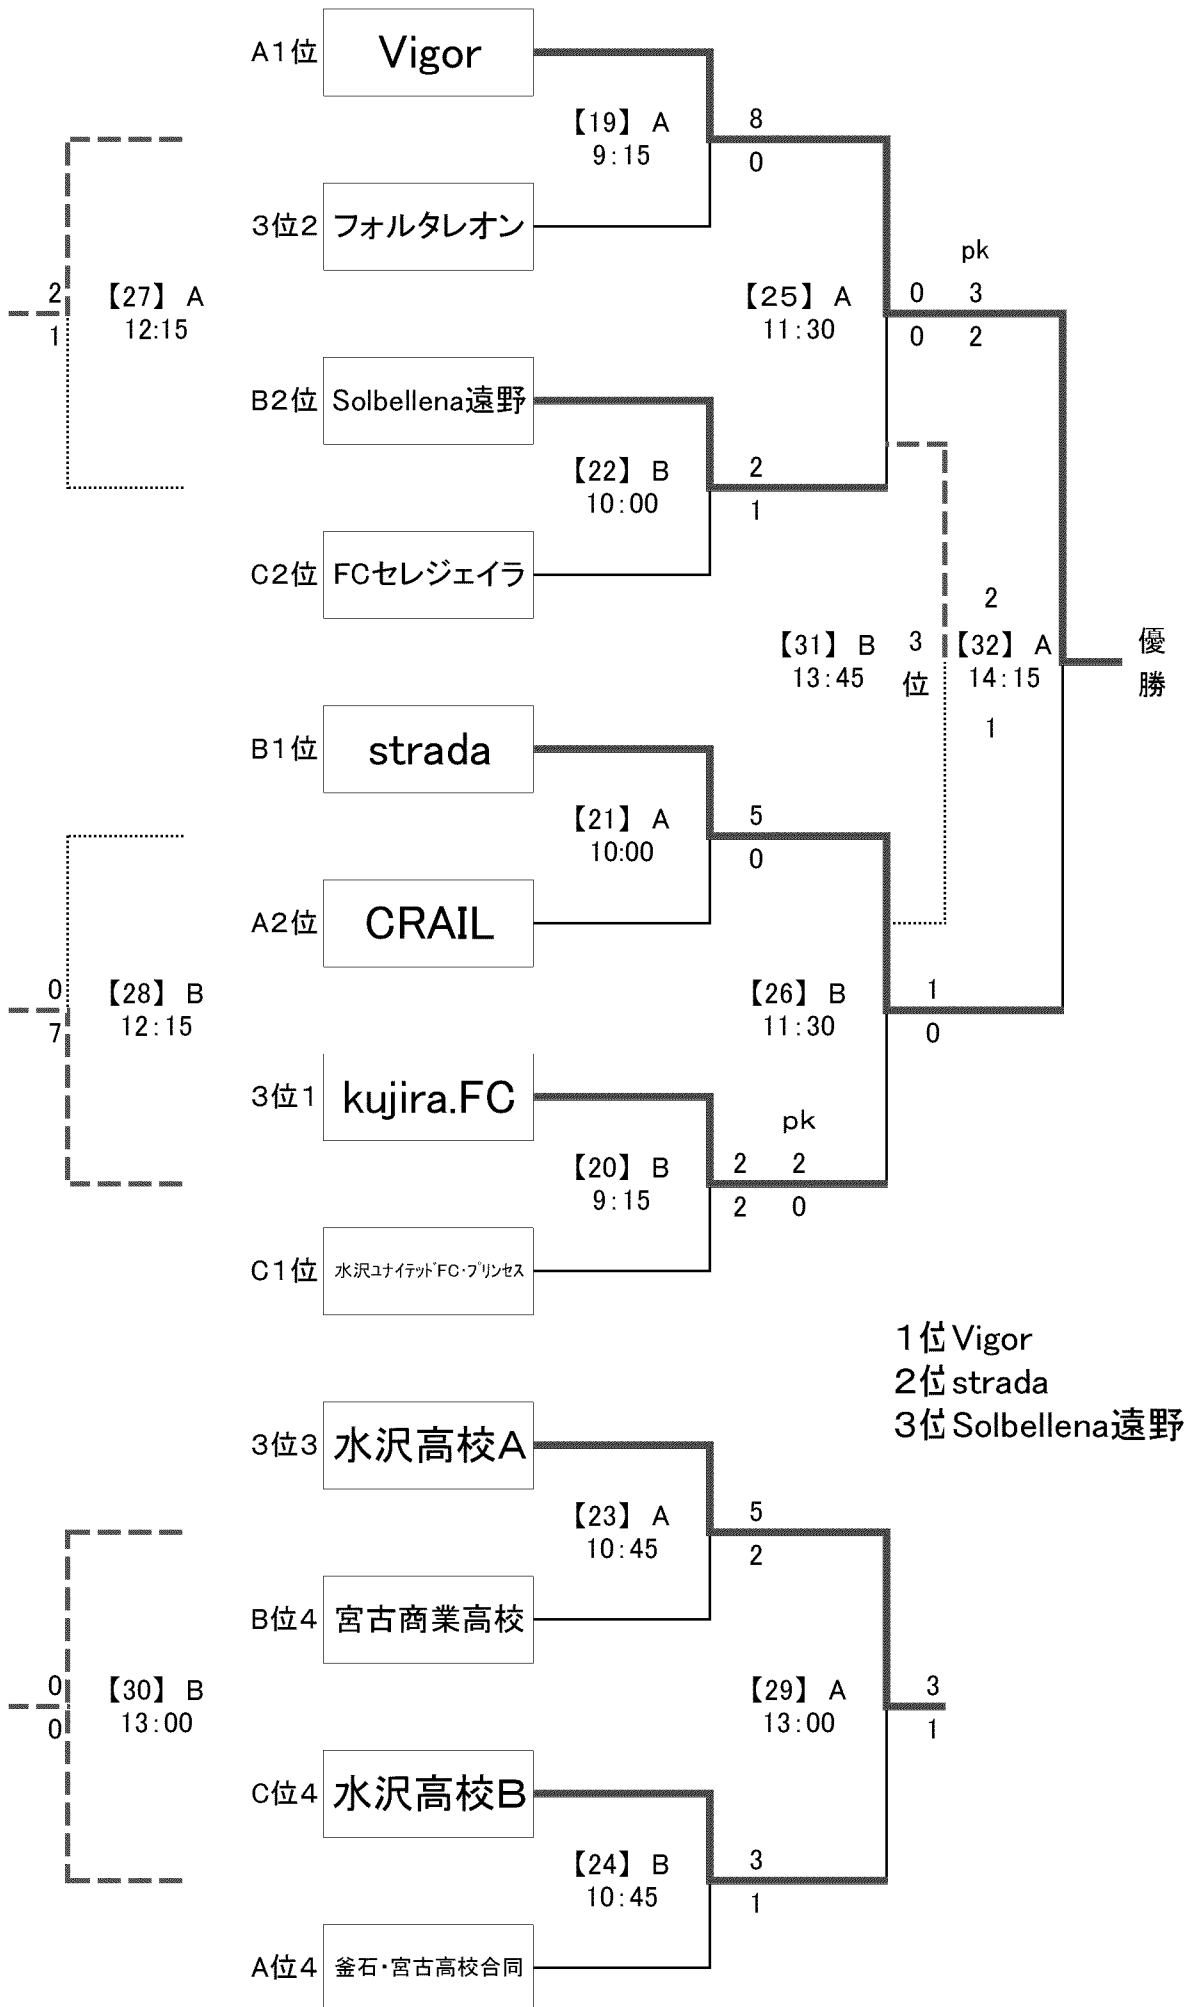 A1位 Vigor
【19】 A 8
9:15 0
3位2 フォルタレオン
pk
2 【27】 A 【25】 A 0 3
1 12:15 11:30 0 2
B2位 Solbellena遠野
【22】 B 2
10:00 1
C2位 FCセレジェイラ
2
【31】 B 3 【32】 A 優
13:45 位 14:15 勝
1
B1位 strada
【21】 A 5
10:00 0
A2位 CRAIL
0 【28】 B 【26】 B 1
7 12:15 11:30 0
3位1 kujira.FC
pk
【20】 B 2 2
9:15 2 0
C1位 水沢ユナイテッドFC・プリンセス
1位 Vigor
2位 strada
3位 Solbellena遠野
3位3 水沢高校A
【23】 A 5
10:45 2
B位4 宮古商業高校
0 【30】 B 【29】 A 3
0 13:00 13:00 1
C位4 水沢高校B
【24】 B 3
10:45 1
A位4 釜石・宮古高校合同